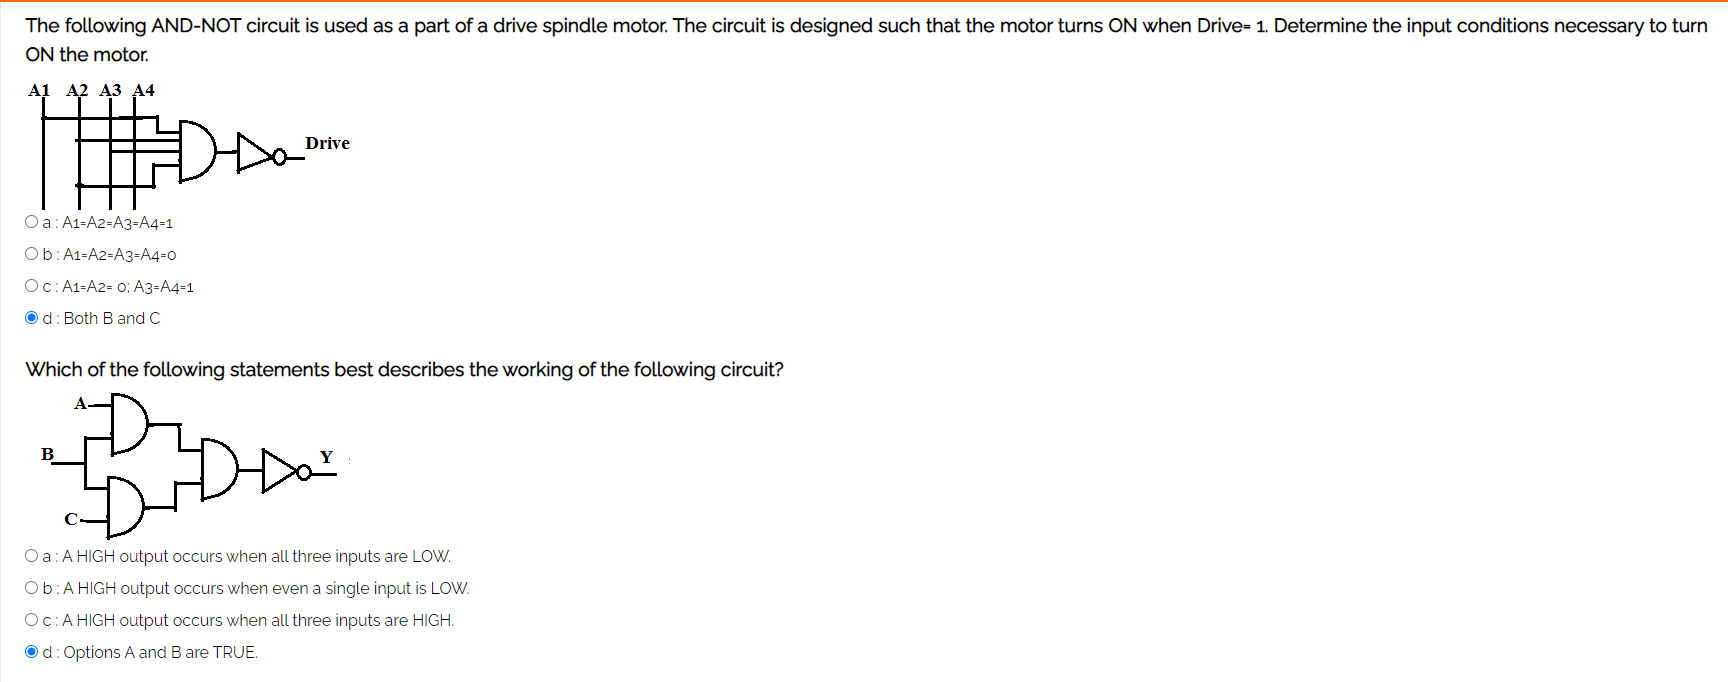 The following AND-NOT circuit is used as a part of a drive spindle motor. The circuit is designed such that the motor turns ON when Drive= 1. Determine the input conditions necessary to turn
ON the motor.
A1 A2 A3 A4
Drive
a : A1=A2=A3=A4=1
b : A1=A2=A3=A4=0
c : A1=A2= 0; A3=A4=1
d : Both B and C
Which of the following statements best describes the working of the following circuit?
A
B
Y
C
a : A HIGH output occurs when all three inputs are LOW.
b : A HIGH output occurs when even a single input is LOW.
c : A HIGH output occurs when all three inputs are HIGH.
d : Options A and B are TRUE.